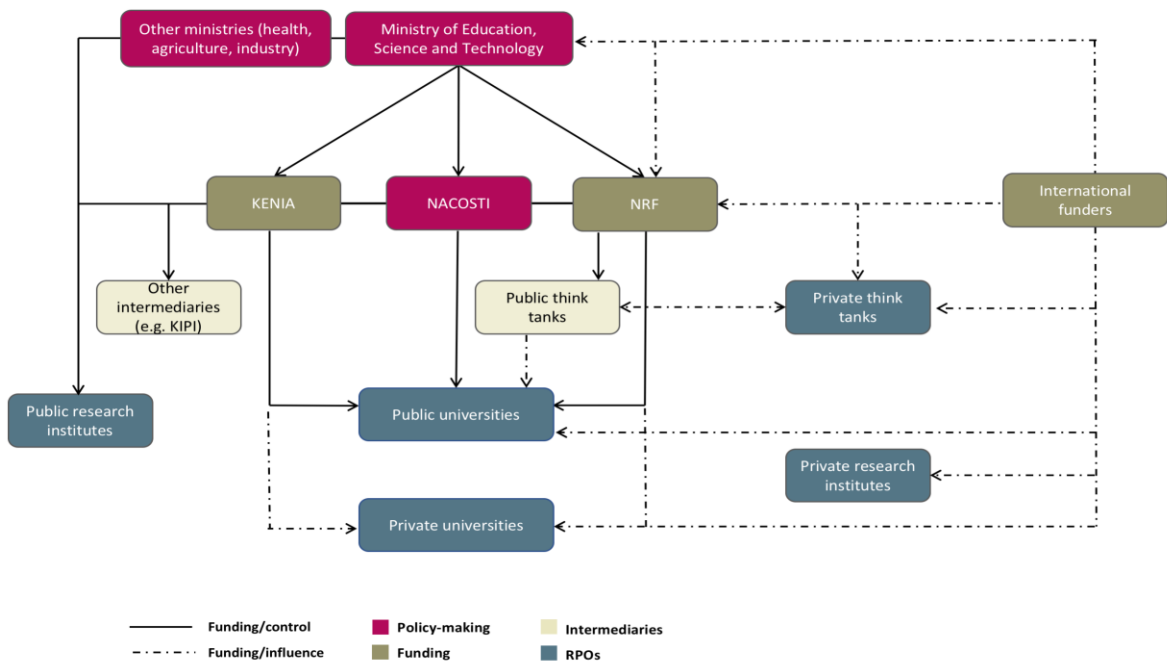 Other ministries (health,
agriculture, industry)
Ministry of Education,
Science and Technology
KENIA
NACOSTI
NRF
International
funders
Other
intermediaries
(e.g. KIPI)
Public think
tanks
Private think
tanks
Public research
institutes
Public universities
Private research
institutes
Private universities
Funding/control
Policy-making
Intermediaries
Funding/influence
Funding
RPOs